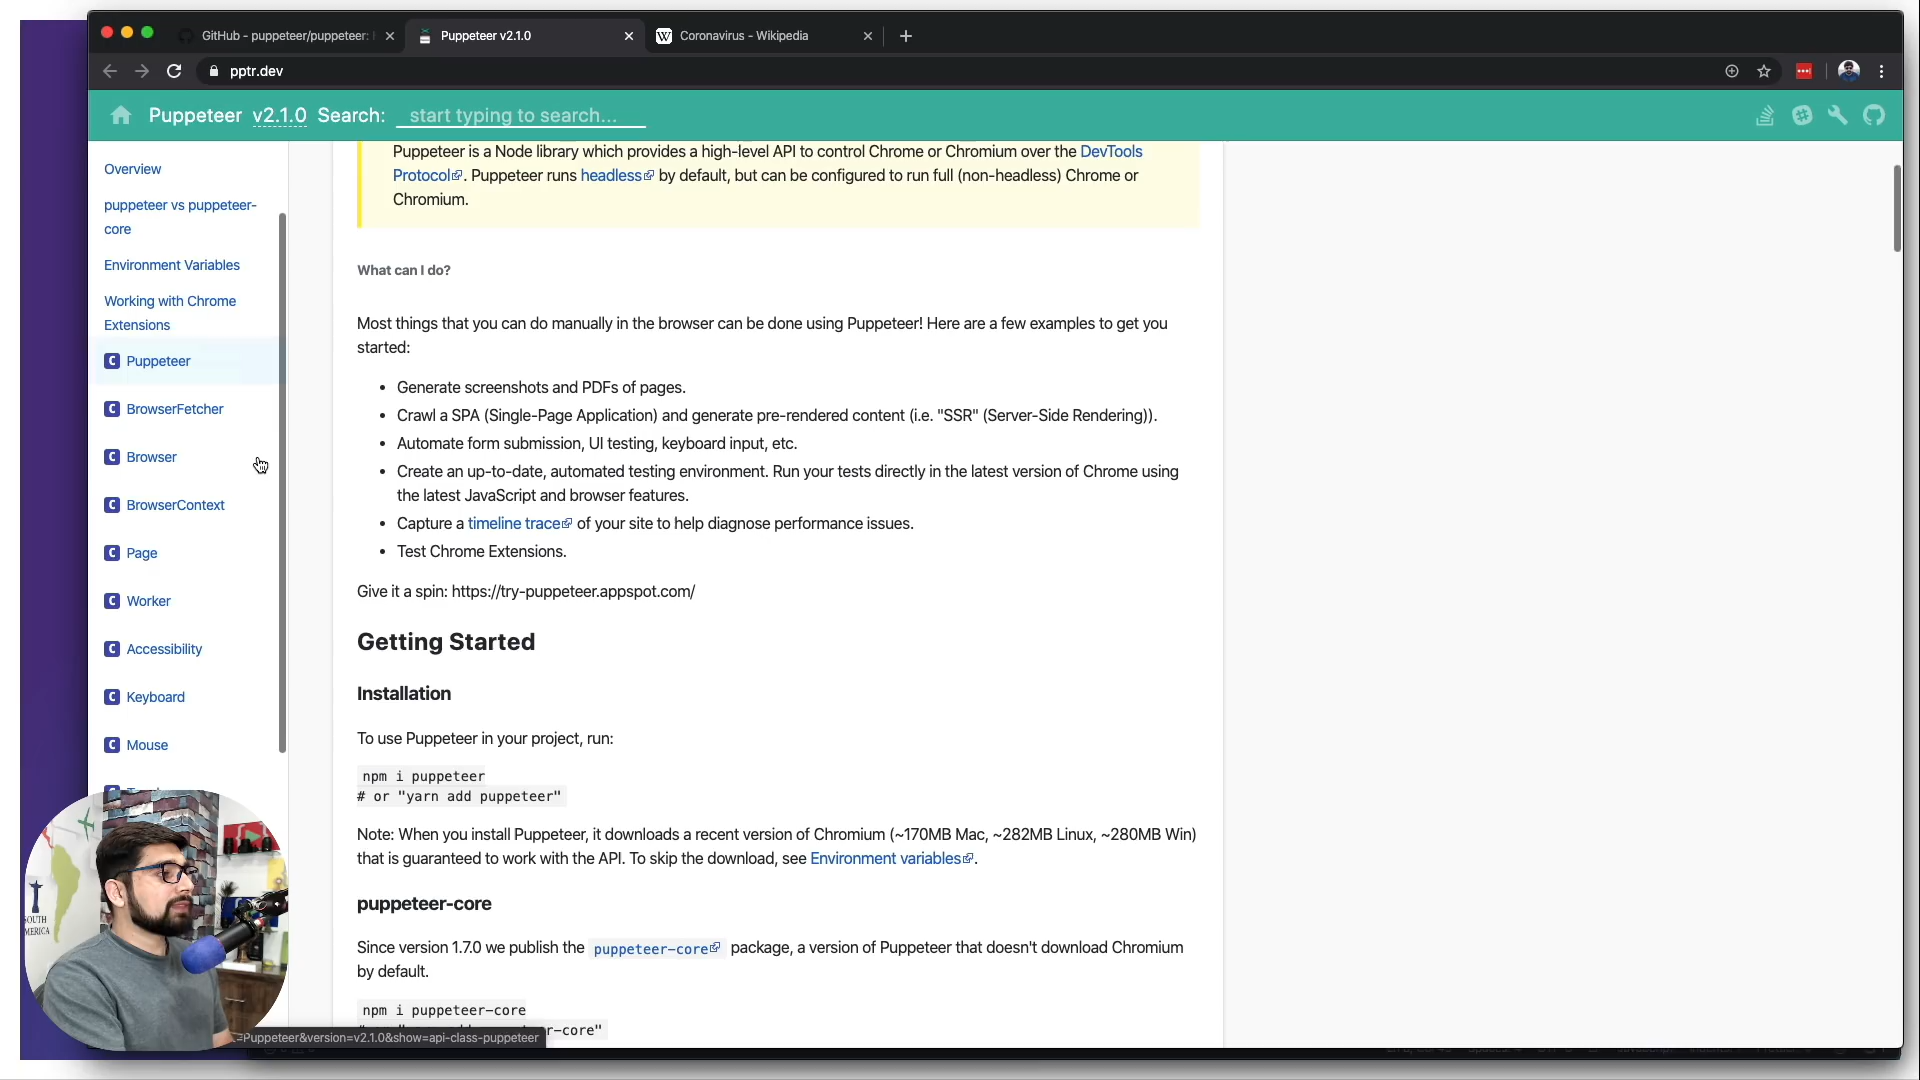 GitHub - puppeteer/puppeteer:
Puppeteer v2.1.0
Coronavirus - Wikipedia
pptr.dev
Puppeteer v2.1.0 Search: start typing to search...
Overview
puppeteer vs puppeteer-
core
Environment Variables
Working with Chrome
Extensions
C Puppeteer
C BrowserFetcher
C Browser
C BrowserContext
C Page
C Worker
C Accessibility
C Keyboard
C Mouse
Puppeteer is a Node library which provides a high-level API to control Chrome or Chromium over the DevTools
Protocol. Puppeteer runs headless by default, but can be configured to run full (non-headless) Chrome or
Chromium.
What can I do?
Most things that you can do manually in the browser can be done using Puppeteer! Here are a few examples to get you
started:
• Generate screenshots and PDFs of pages.
• Crawl a SPA (Single-Page Application) and generate pre-rendered content (i.e. "SSR" (Server-Side Rendering)).
• Automate form submission, UI testing, keyboard input, etc.
• Create an up-to-date, automated testing environment. Run your tests directly in the latest version of Chrome using
the latest JavaScript and browser features.
• Capture a timeline trace of your site to help diagnose performance issues.
• Test Chrome Extensions.
Give it a spin: https://try-puppeteer.appspot.com/
Getting Started
Installation
To use Puppeteer in your project, run:
npm i puppeteer
# or "yarn add puppeteer"
Note: When you install Puppeteer, it downloads a recent version of Chromium (~170MB Mac, ~282MB Linux, ~280MB Win)
that is guaranteed to work with the API. To skip the download, see Environment variables.
puppeteer-core
Since version 1.7.0 we publish the puppeteer-core package, a version of Puppeteer that doesn't download Chromium
by default.
npm i puppeteer-core
r-core"
=Puppeteer&version=v2.1.0&show=api-class-puppeteer
SOUTH
AMERICA